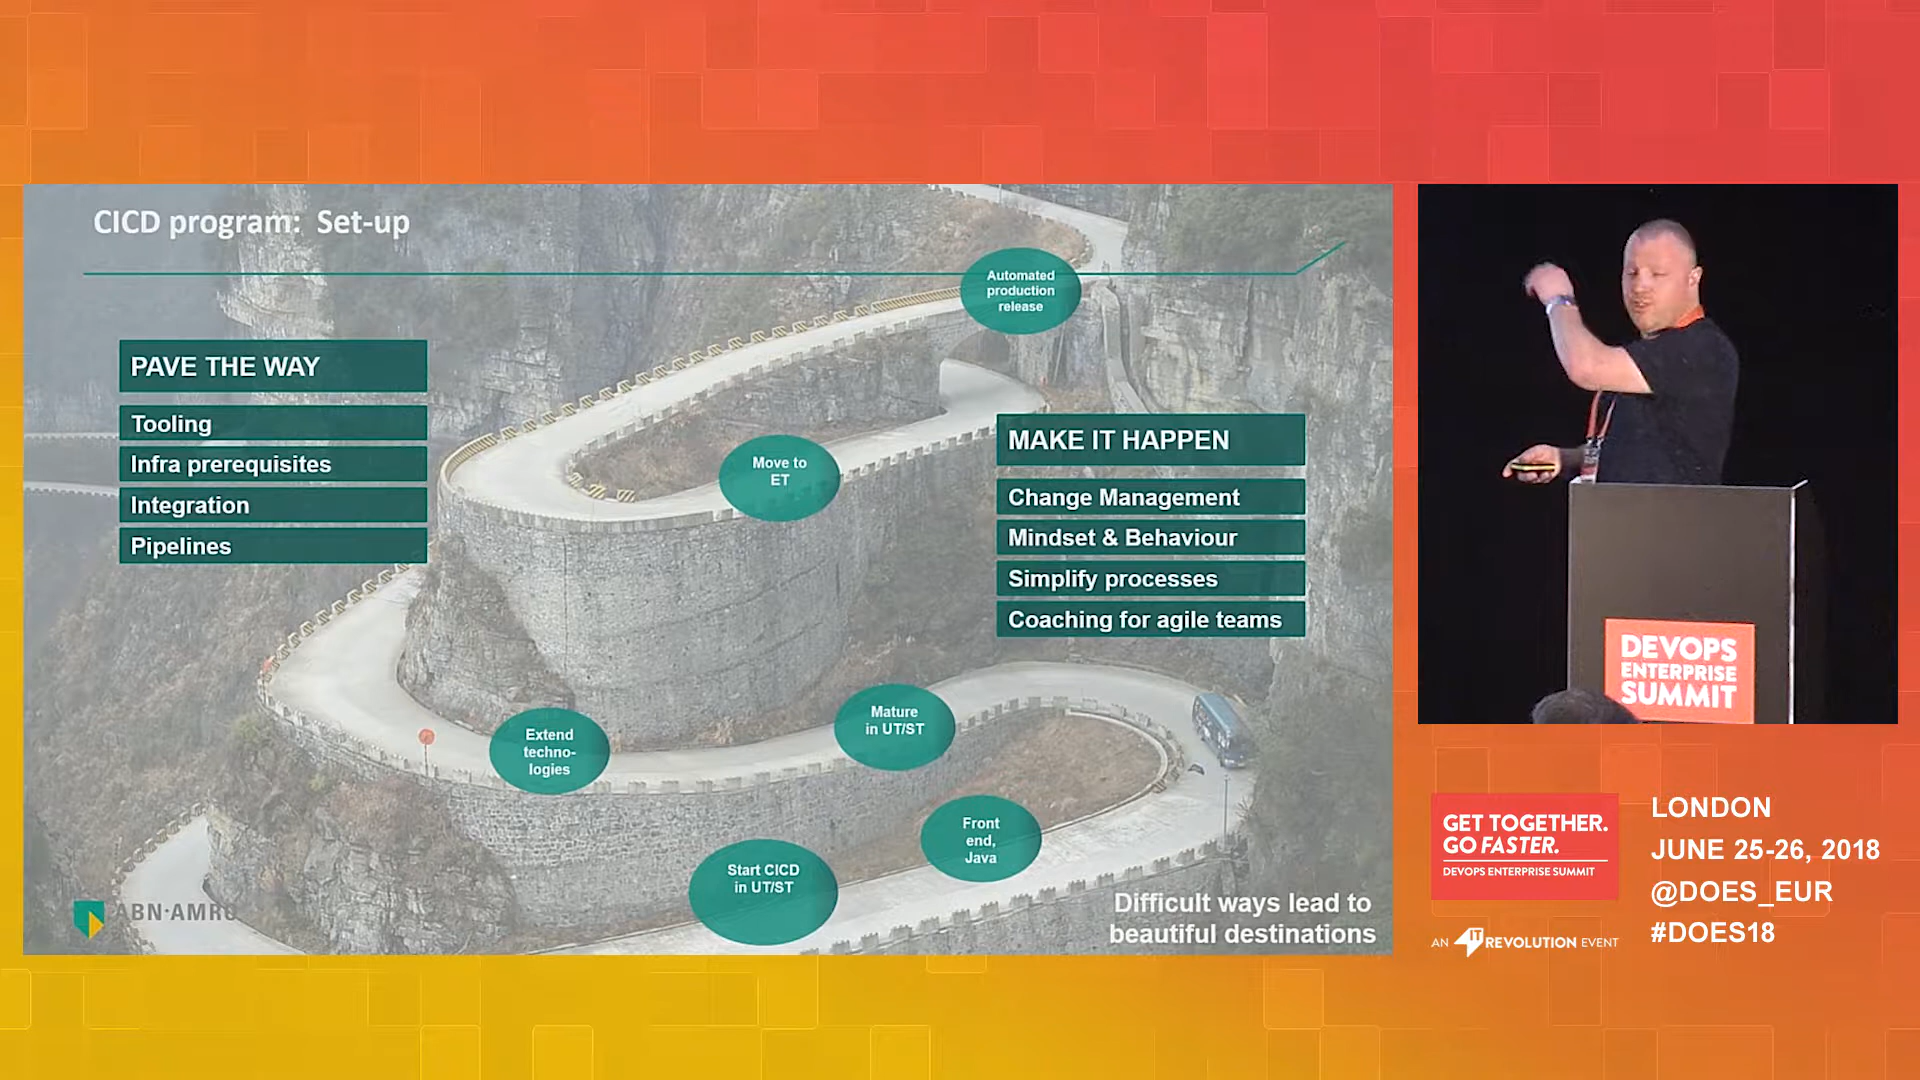 CICD program: Set-up
Automated
production
release
PAVE THE WAY
Tooling
Infra prerequisites
Integration
Pipelines
Move to
ET
MAKE IT HAPPEN
Change Management
Mindset & Behaviour
Simplify processes
Coaching for agile teams
Extend
techno-
logies
Mature
in UT/ST
Front
end,
Java
Start CICD
in UT/ST
Difficult ways lead to
beautiful destinations
ABN·AMRO
DEVOPS
ENTERPRISE
SUMMIT
GET TOGETHER.
GO FASTER.
DEVOPS ENTERPRISE SUMMIT
AN IT REVOLUTION EVENT
LONDON
JUNE 25-26, 2018
@DOES_EUR
#DOES18